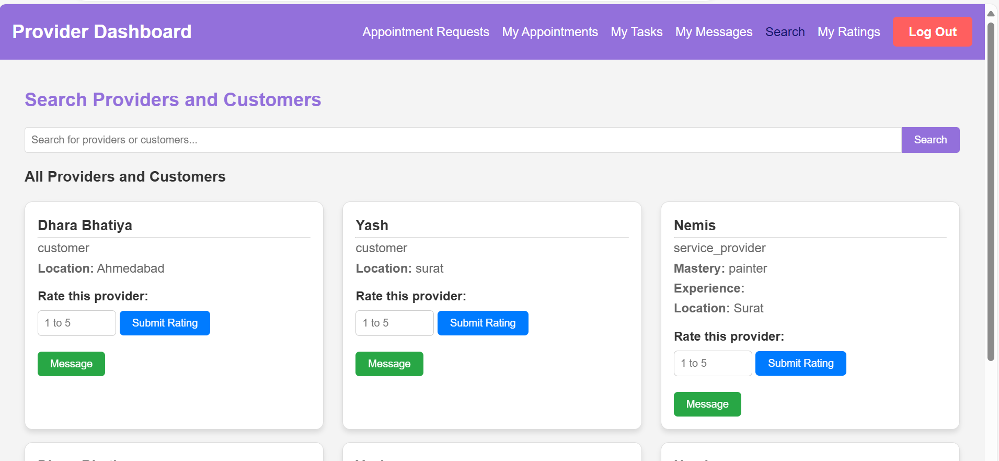 Provider Dashboard
Appointment Requests My Appointments My Tasks My Messages Search My Ratings Log Out
Search Providers and Customers
Search for providers or customers...
Search
All Providers and Customers
Dhara Bhatiya
customer
Location: Ahmedabad
Rate this provider:
1 to 5
Submit Rating
Message
Yash
customer
Location: surat
Rate this provider:
1 to 5
Submit Rating
Message
Nemis
service_provider
Mastery: painter
Experience:
Location: Surat
Rate this provider:
1 to 5
Submit Rating
Message